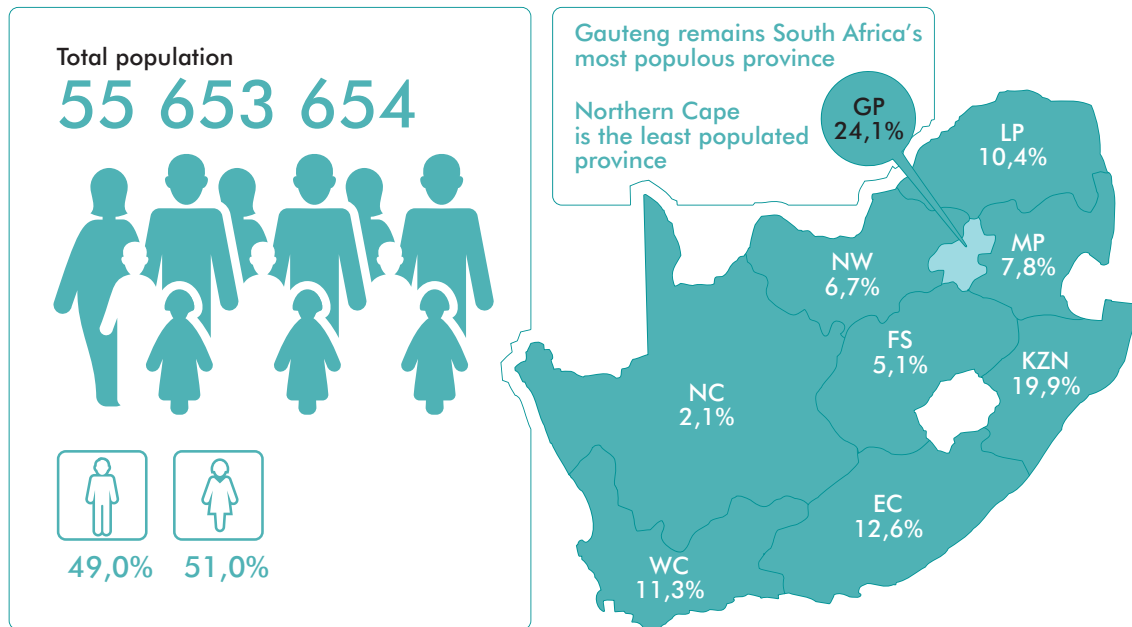 Total population
55 653 654
49,0%
51,0%
Gauteng remains South Africa’s
most populous province
Northern Cape
is the least populated
province
GP
24,1%
LP
10,4%
MP
7,8%
NW
6,7%
FS
5,1%
KZN
19,9%
NC
2,1%
EC
12,6%
WC
11,3%